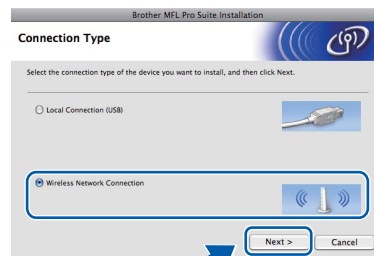 Brother MFL Pro Suite Installation
Connection Type
Select the connection type of the device you want to install, and then click Next.
Local Connection (USB)
Wireless Network Connection
Next >
Cancel